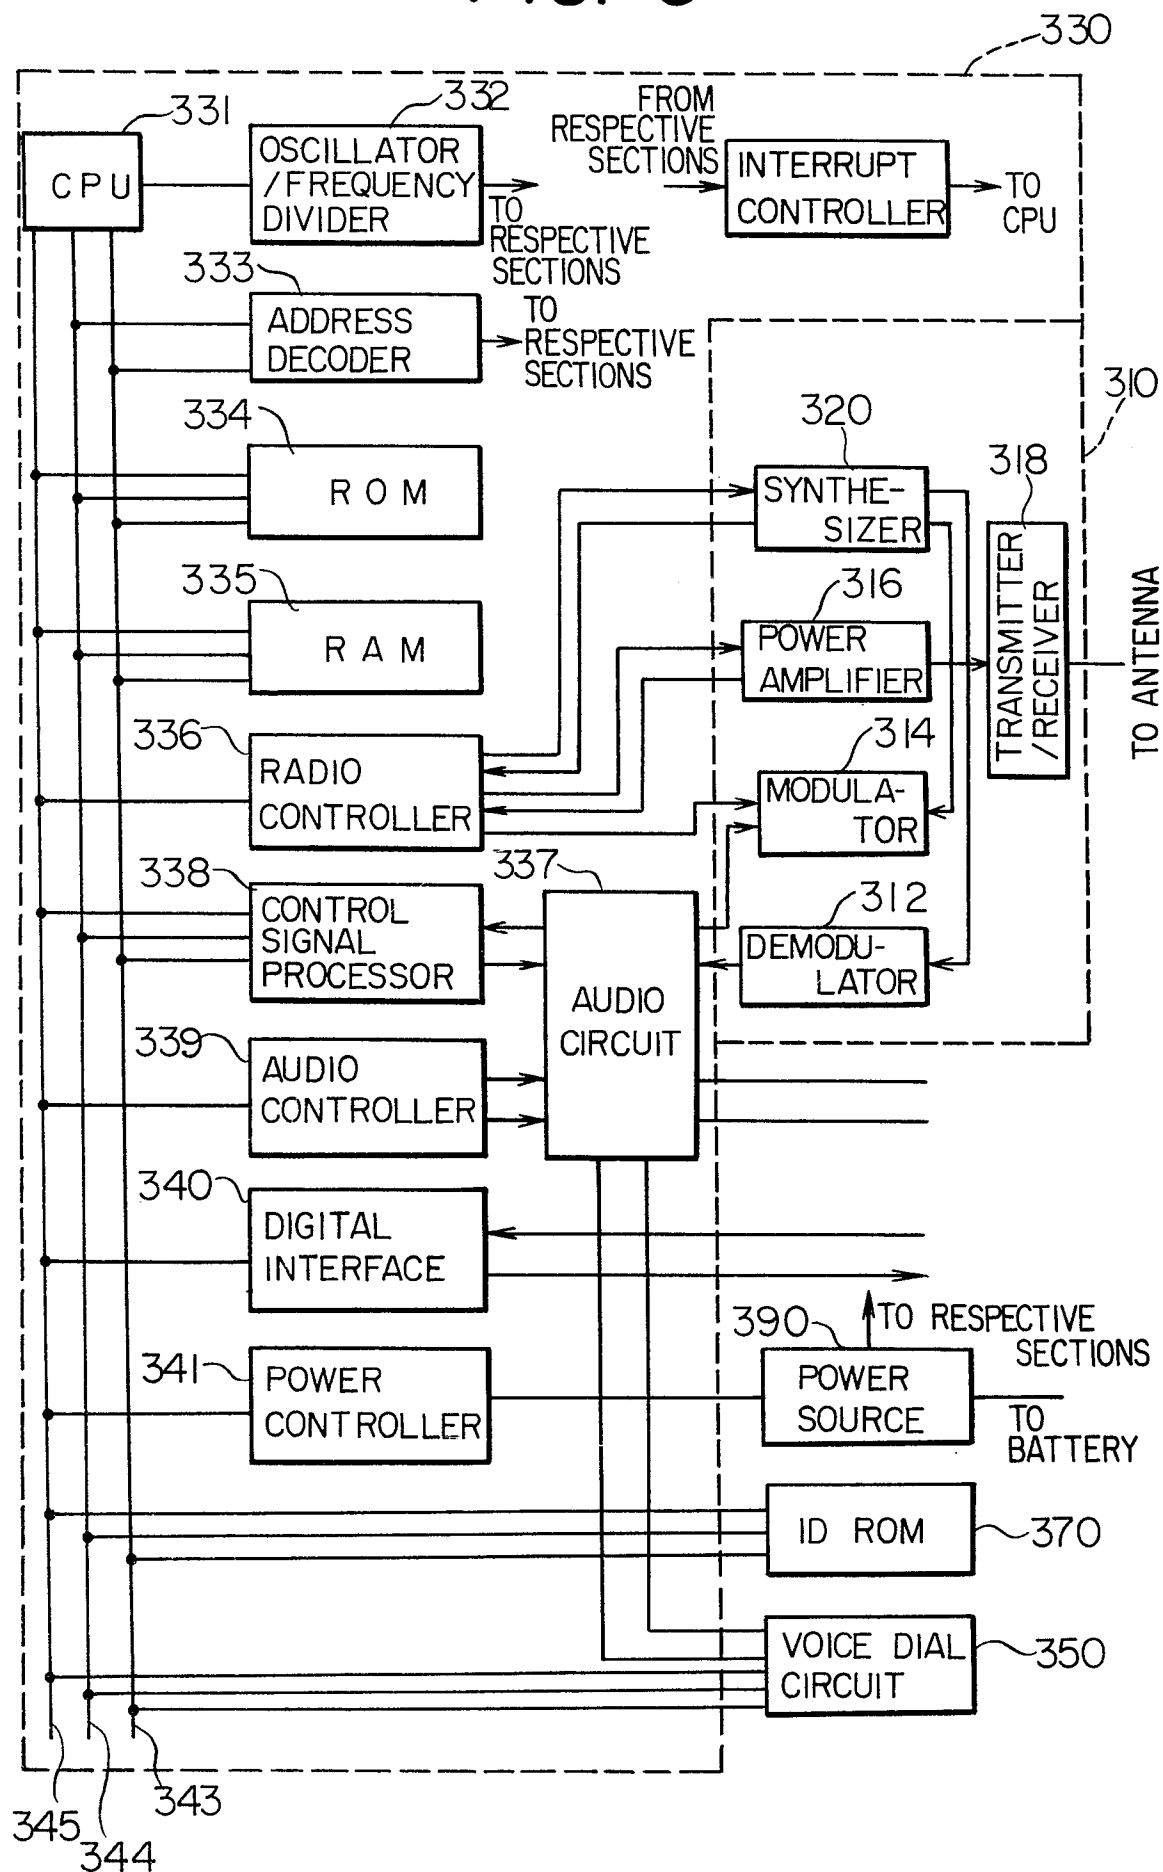 330
331
332
CPU
OSCILLATOR
/FREQUENCY
DIVIDER
TO
RESPECTIVE
SECTIONS
FROM
RESPECTIVE
SECTIONS
INTERRUPT
CONTROLLER
TO
CPU
333
ADDRESS
DECODER
TO
RESPECTIVE
SECTIONS
310
334
ROM
320
SYNTHE-
SIZER
318
TRANSMITTER
/RECEIVER
TO ANTENNA
335
RAM
316
POWER
AMPLIFIER
336
RADIO
CONTROLLER
314
MODULA-
TOR
338
CONTROL
SIGNAL
PROCESSOR
337
AUDIO
CIRCUIT
312
DEMODU-
LATOR
339
AUDIO
CONTROLLER
340
DIGITAL
INTERFACE
341
POWER
CONTROLLER
390
TO RESPECTIVE
SECTIONS
POWER
SOURCE
TO
BATTERY
ID ROM
370
VOICE DIAL
CIRCUIT
350
345
344
343